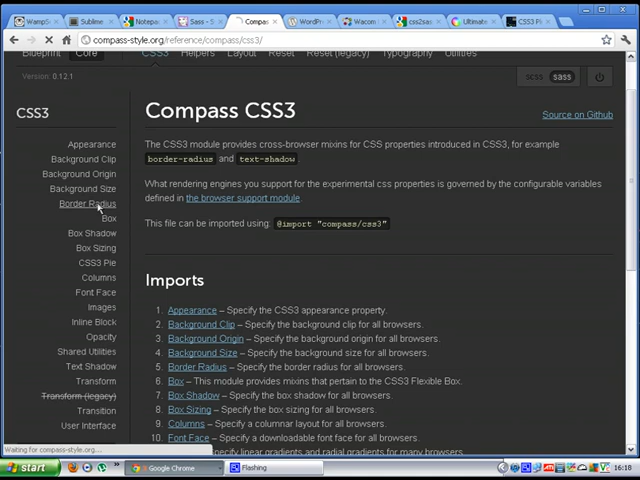 WampS
Sublime
Notepa
Sass - S
Compass
WordPr
Wacom
css2sas
Ultimate
CSS3 Fl
compass-style.org/reference/compass/css3/
Blueprint Core CSS3 Helpers Layout Reset Reset (legacy) Typography Utilities
Version: 0.12.1
scss sass
CSS3
Appearance
Background Clip
Background Origin
Background Size
Border Radius
Box
Box Shadow
Box Sizing
CSS3 Pie
Columns
Font Face
Images
Inline Block
Opacity
Shared Utilities
Text Shadow
Transform
Transform (legacy)
Transition
User Interface
Compass CSS3
Source on Github
The CSS3 module provides cross-browser mixins for CSS properties introduced in CSS3, for example
border-radius and text-shadow.
What rendering engines you support for the experimental css properties is governed by the configurable variables
defined in the browser support module.
This file can be imported using: @import "compass/css3"
Imports
1. Appearance – Specify the CSS3 appearance property.
2. Background Clip – Specify the background clip for all browsers.
3. Background Origin – Specify the background origin for all browsers.
4. Background Size – Specify the background size for all browsers.
5. Border Radius – Specify the border radius for all browsers.
6. Box – This module provides mixins that pertain to the CSS3 Flexible Box.
7. Box Shadow – Specify the box shadow for all browsers.
8. Box Sizing – Specify the box sizing for all browsers.
9. Columns – Specify a columnar layout for all browsers.
10. Font Face – Specify a downloadable font face for all browsers.
specify linear gradients and radial gradients for many browsers.
Waiting for compass-style.org...
start
3 Google Chrome
Flashing
16:18